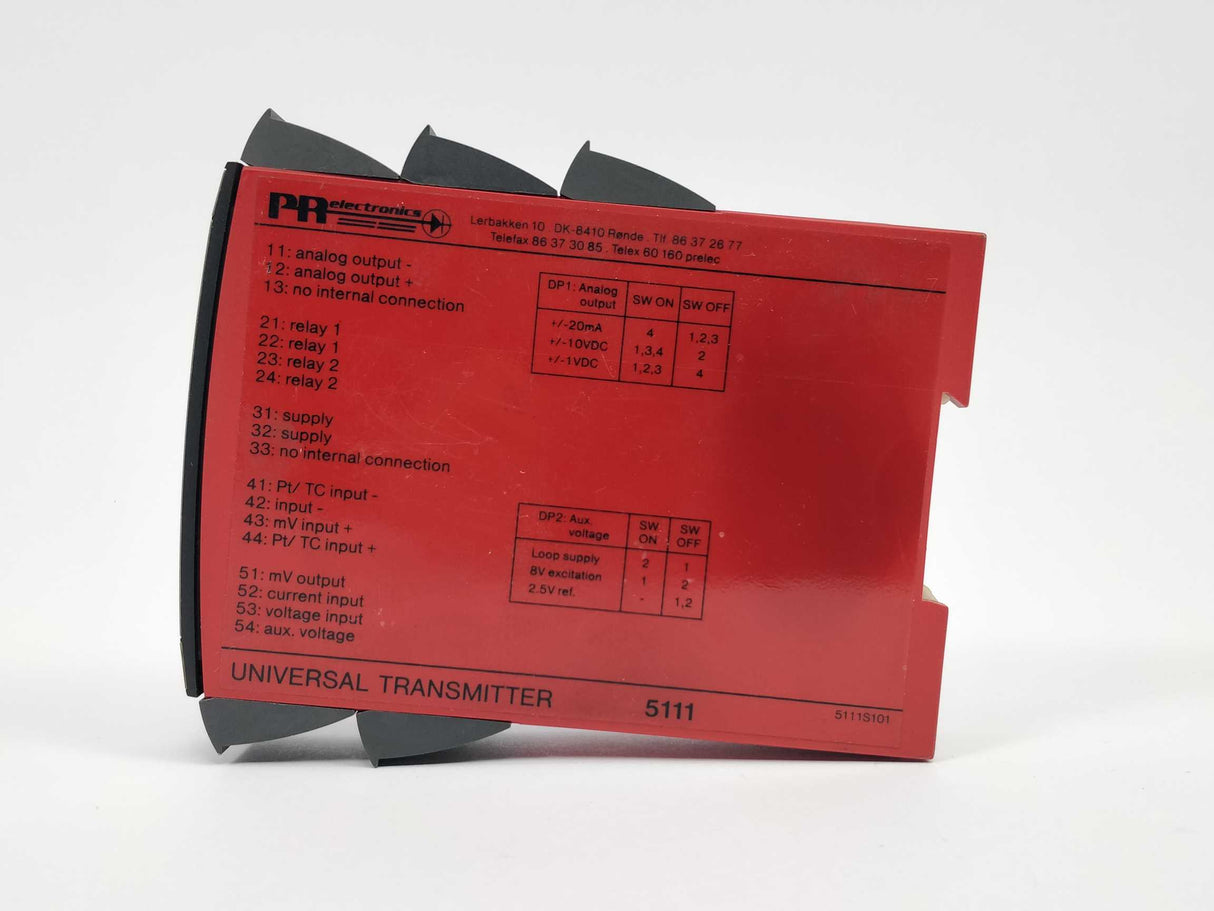 PR electronics
Lerbakken 10 . DK-8410 Rønde . Tlf. 86 37 26 77
Telefax 86 37 30 85 . Telex 60 160 prelec
11: analog output -
12: analog output +
13: no internal connection
21: relay 1
22: relay 1
23: relay 2
24: relay 2
31: supply
32: supply
33: no internal connection
41: Pt/ TC input -
42: input -
43: mV input +
44: Pt/ TC input +
51: mV output
52: current input
53: voltage input
54: aux. voltage
DP1: Analog output SW ON SW OFF
+/-20mA 4 1,2,3
+/-10VDC 1,3,4 2
+/-1VDC 1,2,3 4
DP2: Aux. voltage SW ON SW OFF
Loop supply 2 1
8V excitation 1 2
2.5V ref. - 1,2
UNIVERSAL TRANSMITTER 5111 5111S101